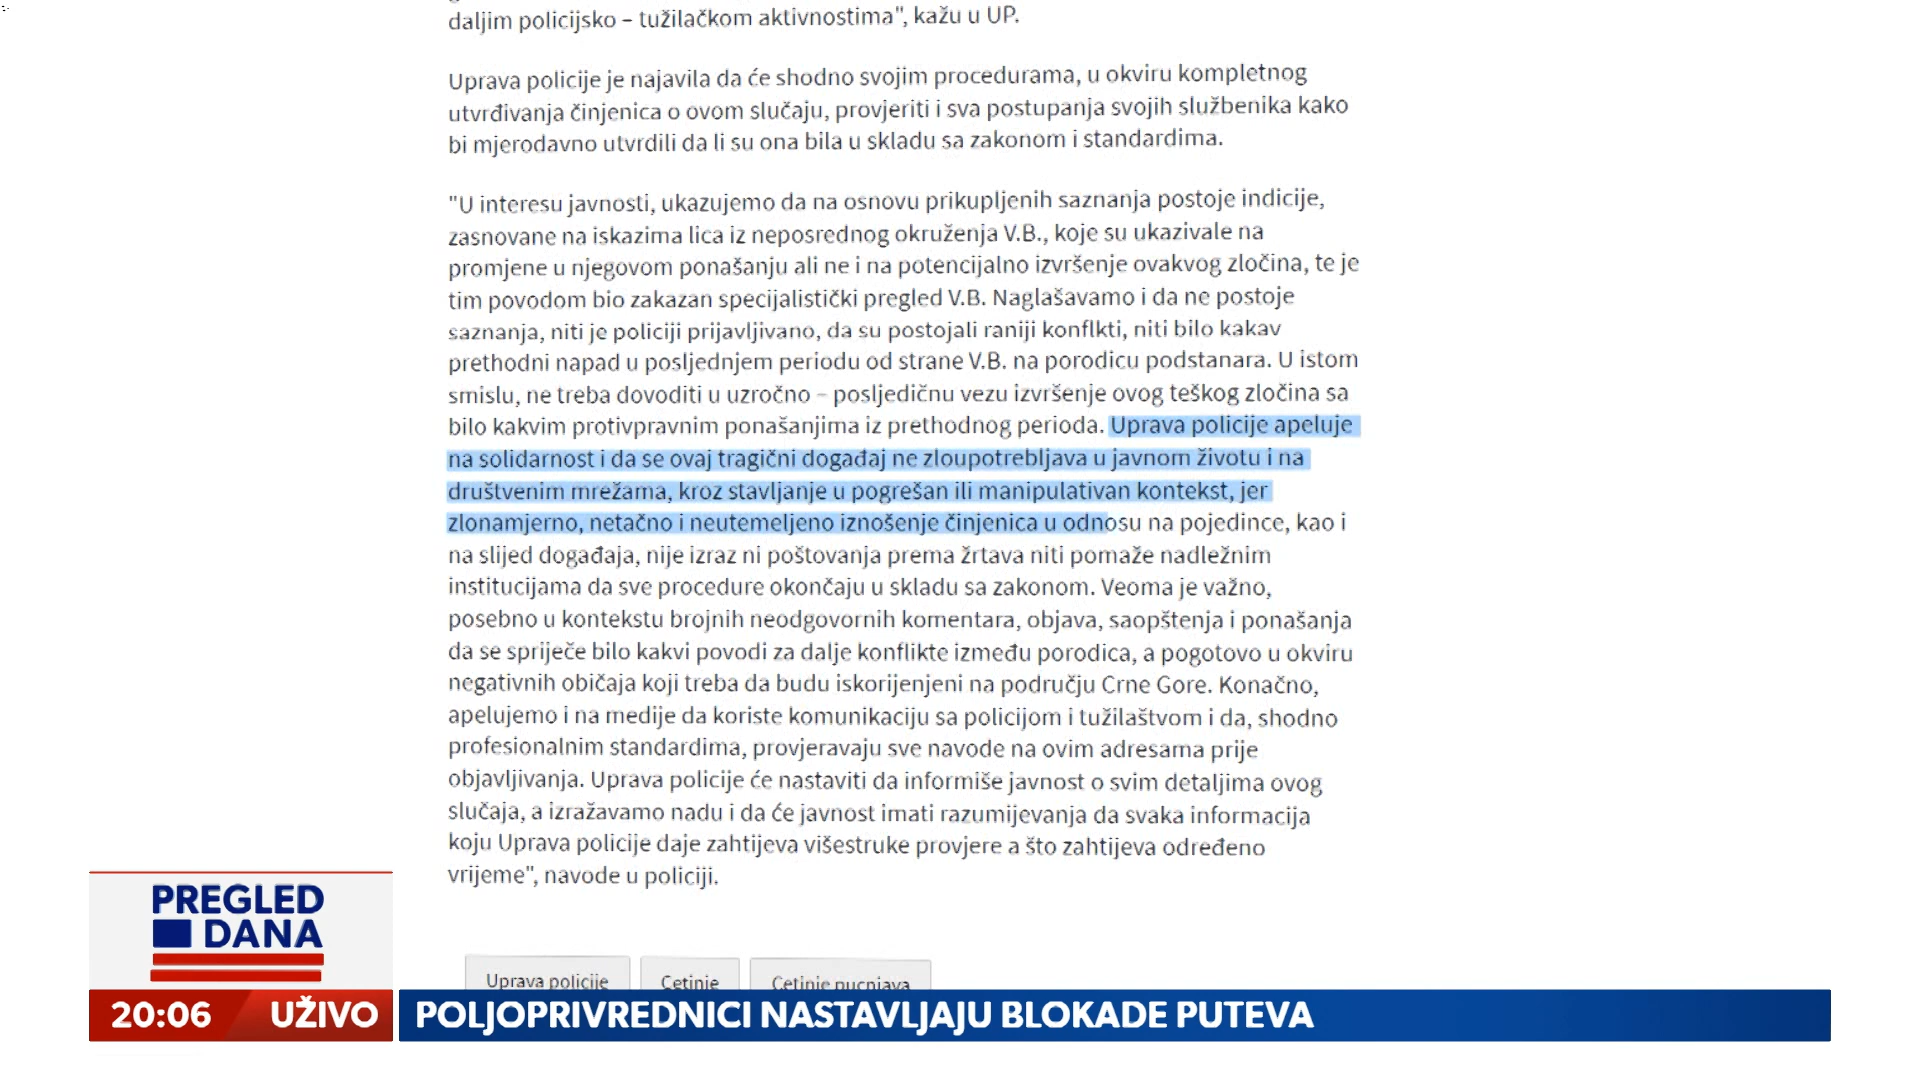 daljim policijsko – tužilačkom aktivnostima", kažu u UP.
Uprava policije je najavila da će shodno svojim procedurama, u okviru kompletnog
utvrđivanja činjenica o ovom slučaju, provjeriti i sva postupanja svojih službenika kako
bi mjerodavno utvrdili da li su ona bila u skladu sa zakonom i standardima.
"U interesu javnosti, ukazujemo da na osnovu prikupljenih saznanja postoje indicije,
zasnovane na iskazima lica iz neposrednog okruženja V.B., koje su ukazivale na
promjene u njegovom ponašanju ali ne i na potencijalno izvršenje ovakvog zločina, te je
tim povodom bio zakazan specijalistički pregled V.B. Naglašavamo i da ne postoje
saznanja, niti je policiji prijavljivano, da su postojali raniji konflkti, niti bilo kakav
prethodni napad u posljednjem periodu od strane V.B. na porodicu podstanara. U istom
smislu, ne treba dovoditi u uzročno – posljedičnu vezu izvršenje ovog teškog zločina sa
bilo kakvim protivpravnim ponašanjima iz prethodnog perioda. Uprava policije apeluje
na solidarnost i da se ovaj tragični događaj ne zloupotrebljava u javnom životu i na
društvenim mrežama, kroz stavljanje u pogrešan ili manipulativan kontekst, jer
zlonamjerno, netačno i neutemeljeno iznošenje činjenica u odnosu na pojedince, kao i
na slijed događaja, nije izraz ni poštovanja prema žrtava niti pomaže nadležnim
institucijama da sve procedure okončaju u skladu sa zakonom. Veoma je važno,
posebno u kontekstu brojnih neodgovornih komentara, objava, saopštenja i ponašanja
da se spriječe bilo kakvi povodi za dalje konflikte između porodica, a pogotovo u okviru
negativnih običaja koji treba da budu iskorijenjeni na području Crne Gore. Konačno,
apelujemo i na medije da koriste komunikaciju sa policijom i tužilaštvom i da, shodno
profesionalnim standardima, provjeravaju sve navode na ovim adresama prije
objavljivanja. Uprava policije će nastaviti da informiše javnost o svim detaljima ovog
slučaja, a izražavamo nadu i da će javnost imati razumijevanja da svaka informacija
koju Uprava policije daje zahtijeva višestruke provjere a što zahtijeva određeno
vrijeme", navode u policiji.
Uprava policije Cetinje Cetinje pucnjava
PREGLED
DANA
20:06 UŽIVO POLJOPRIVREDNICI NASTAVLJAJU BLOKADE PUTEVA